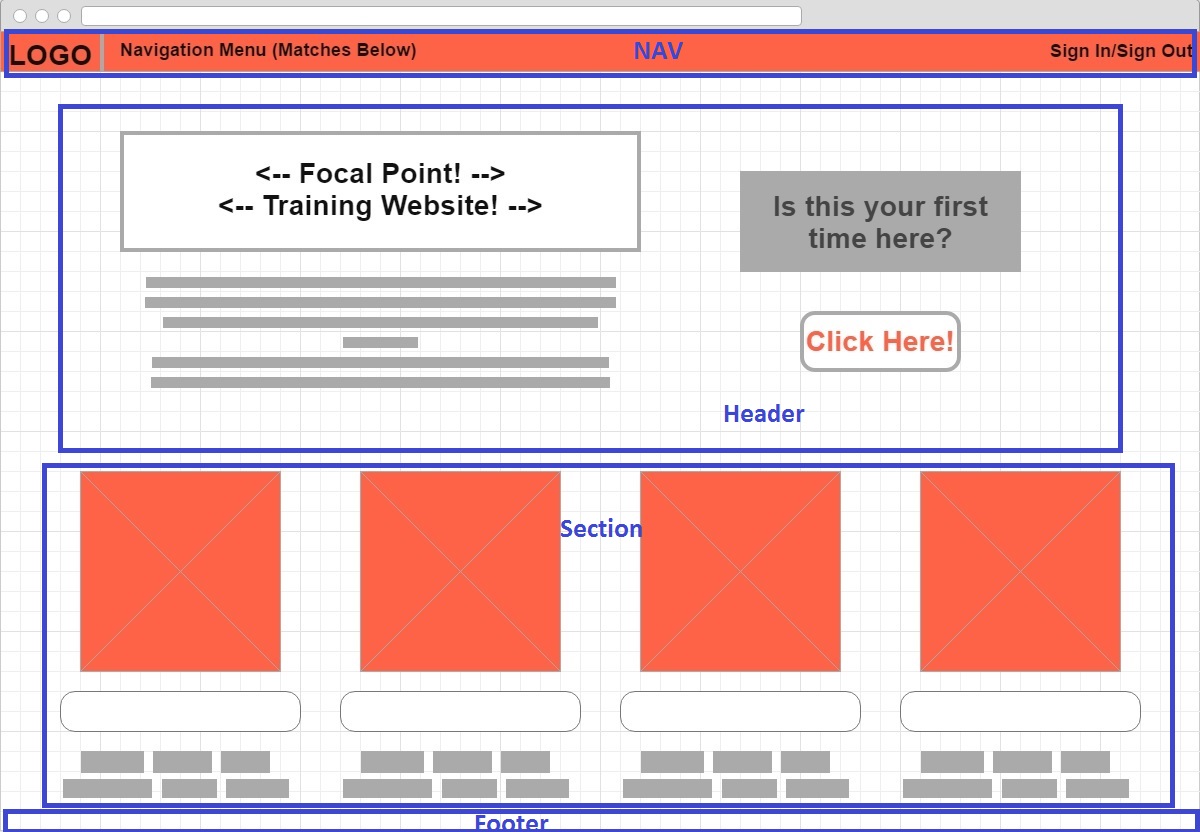 LOGO
Navigation Menu (Matches Below)
NAV
Sign In/Sign Out
<-- Focal Point! -->
<-- Training Website! -->
Is this your first
time here?
Click Here!
Header
Section
Footer